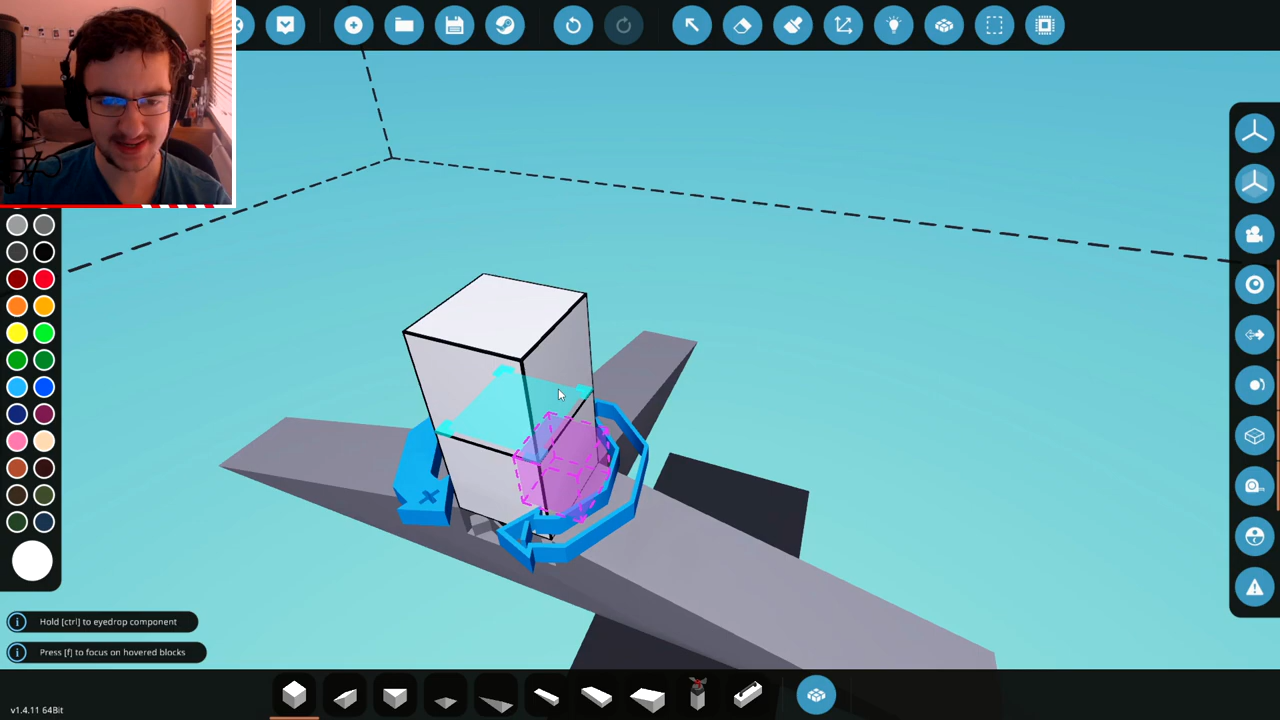 Hold [ctrl] to eyedrop component
Press [f] to focus on hovered blocks
v1.4.11 64Bit